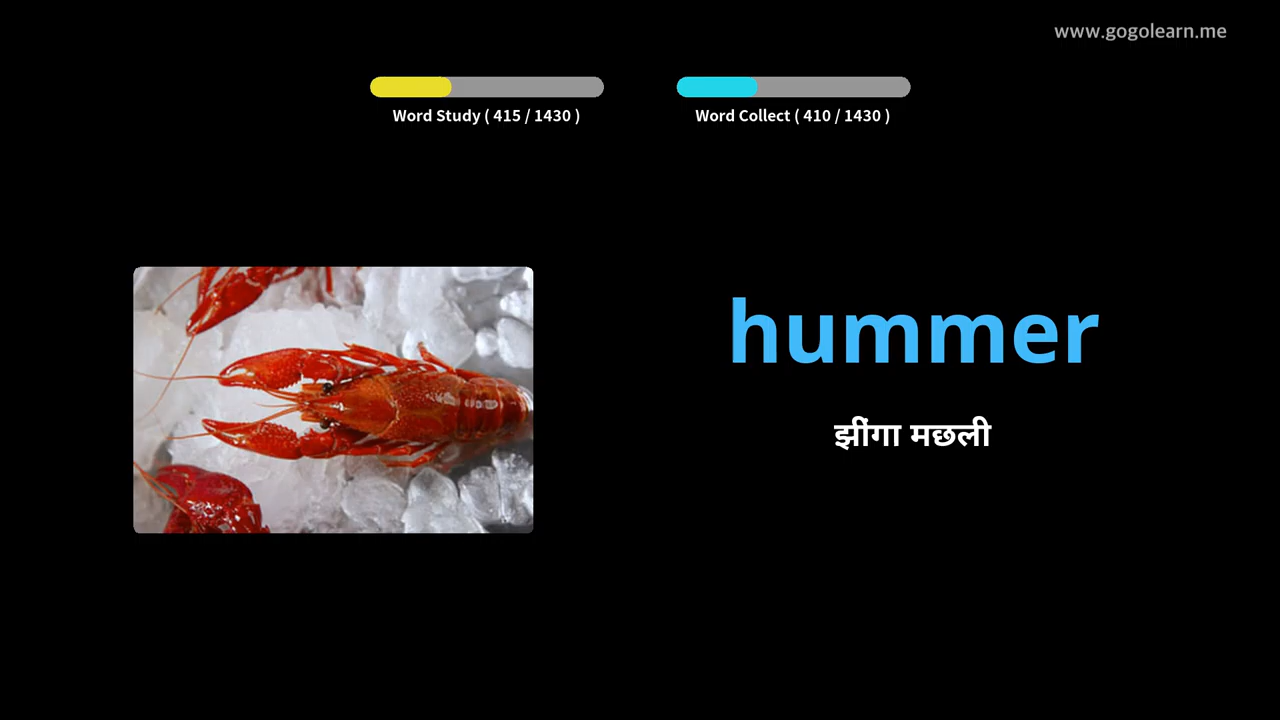 www.gogolearn.me
Word Study ( 415 / 1430 )
Word Collect ( 410 / 1430 )
hummer
झींगा मछली